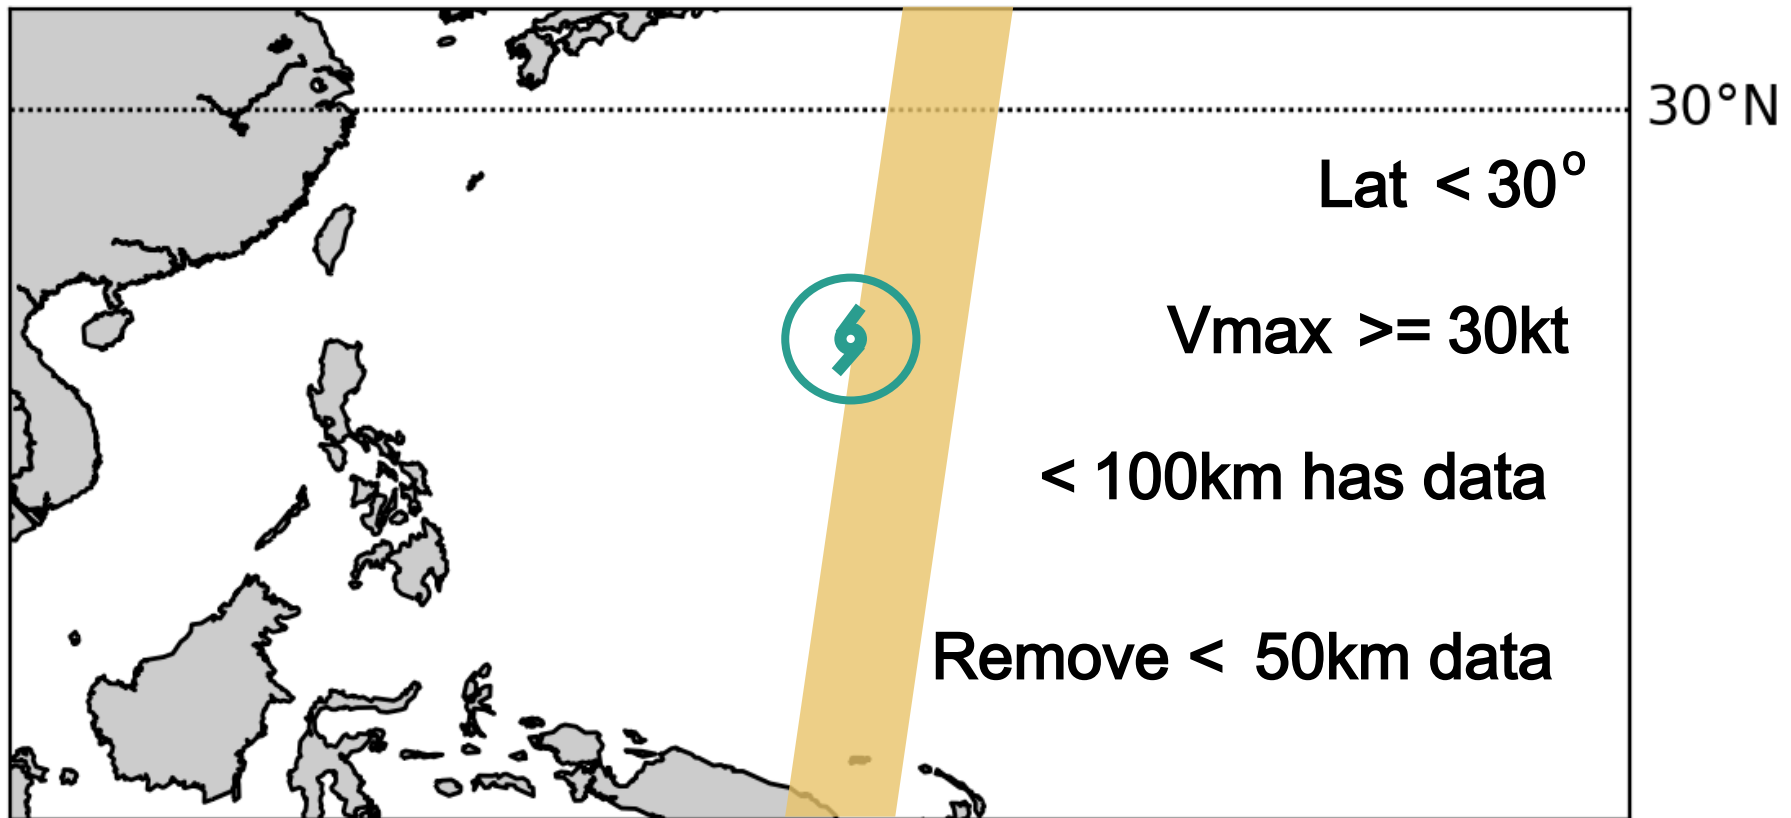 30°N
Lat < 30°
Vmax >= 30kt
< 100km has data
Remove < 50km data